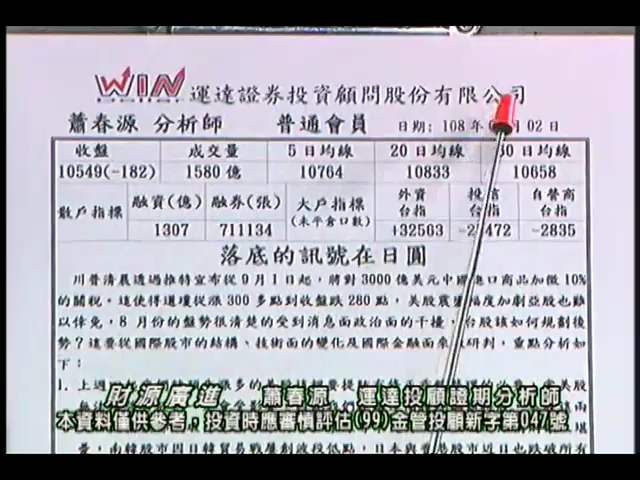 WIN 運達證券投資顧問股份有限公司
蕭春源 分析師 普通會員 日期: 108年 月 02 日
收盤 成交量 5日均線 20日均線 60日均線
10549(-182) 1580億 10764 10833 10658
散戶指標 融資(億) 融券(張) 大戶指標(未平倉口數) 外資台指 投信台指 自營商台指
1307 711134 +32563 472 -2835
落底的訊號在日圓
川普清晨透過推特宣布從9月1日起,將對3000億美元中國進口商品加徵10%
的關稅。這使得道瓊從漲300多點到收盤跌280點,美股震盪幅度加劇亞股也難
以倖免,8月份的盤勢很清楚的受到消息面政治面的干擾,台股該如何規劃後
勢?這要從國際股市的結構、技術面的變化及國際金融面來研判,重點分析如
下:
1. 上週
財源廣進 蕭春源 運達投顧證期分析師
本資料僅供參考,投資時應審慎評估(99)金管投顧新字第047號